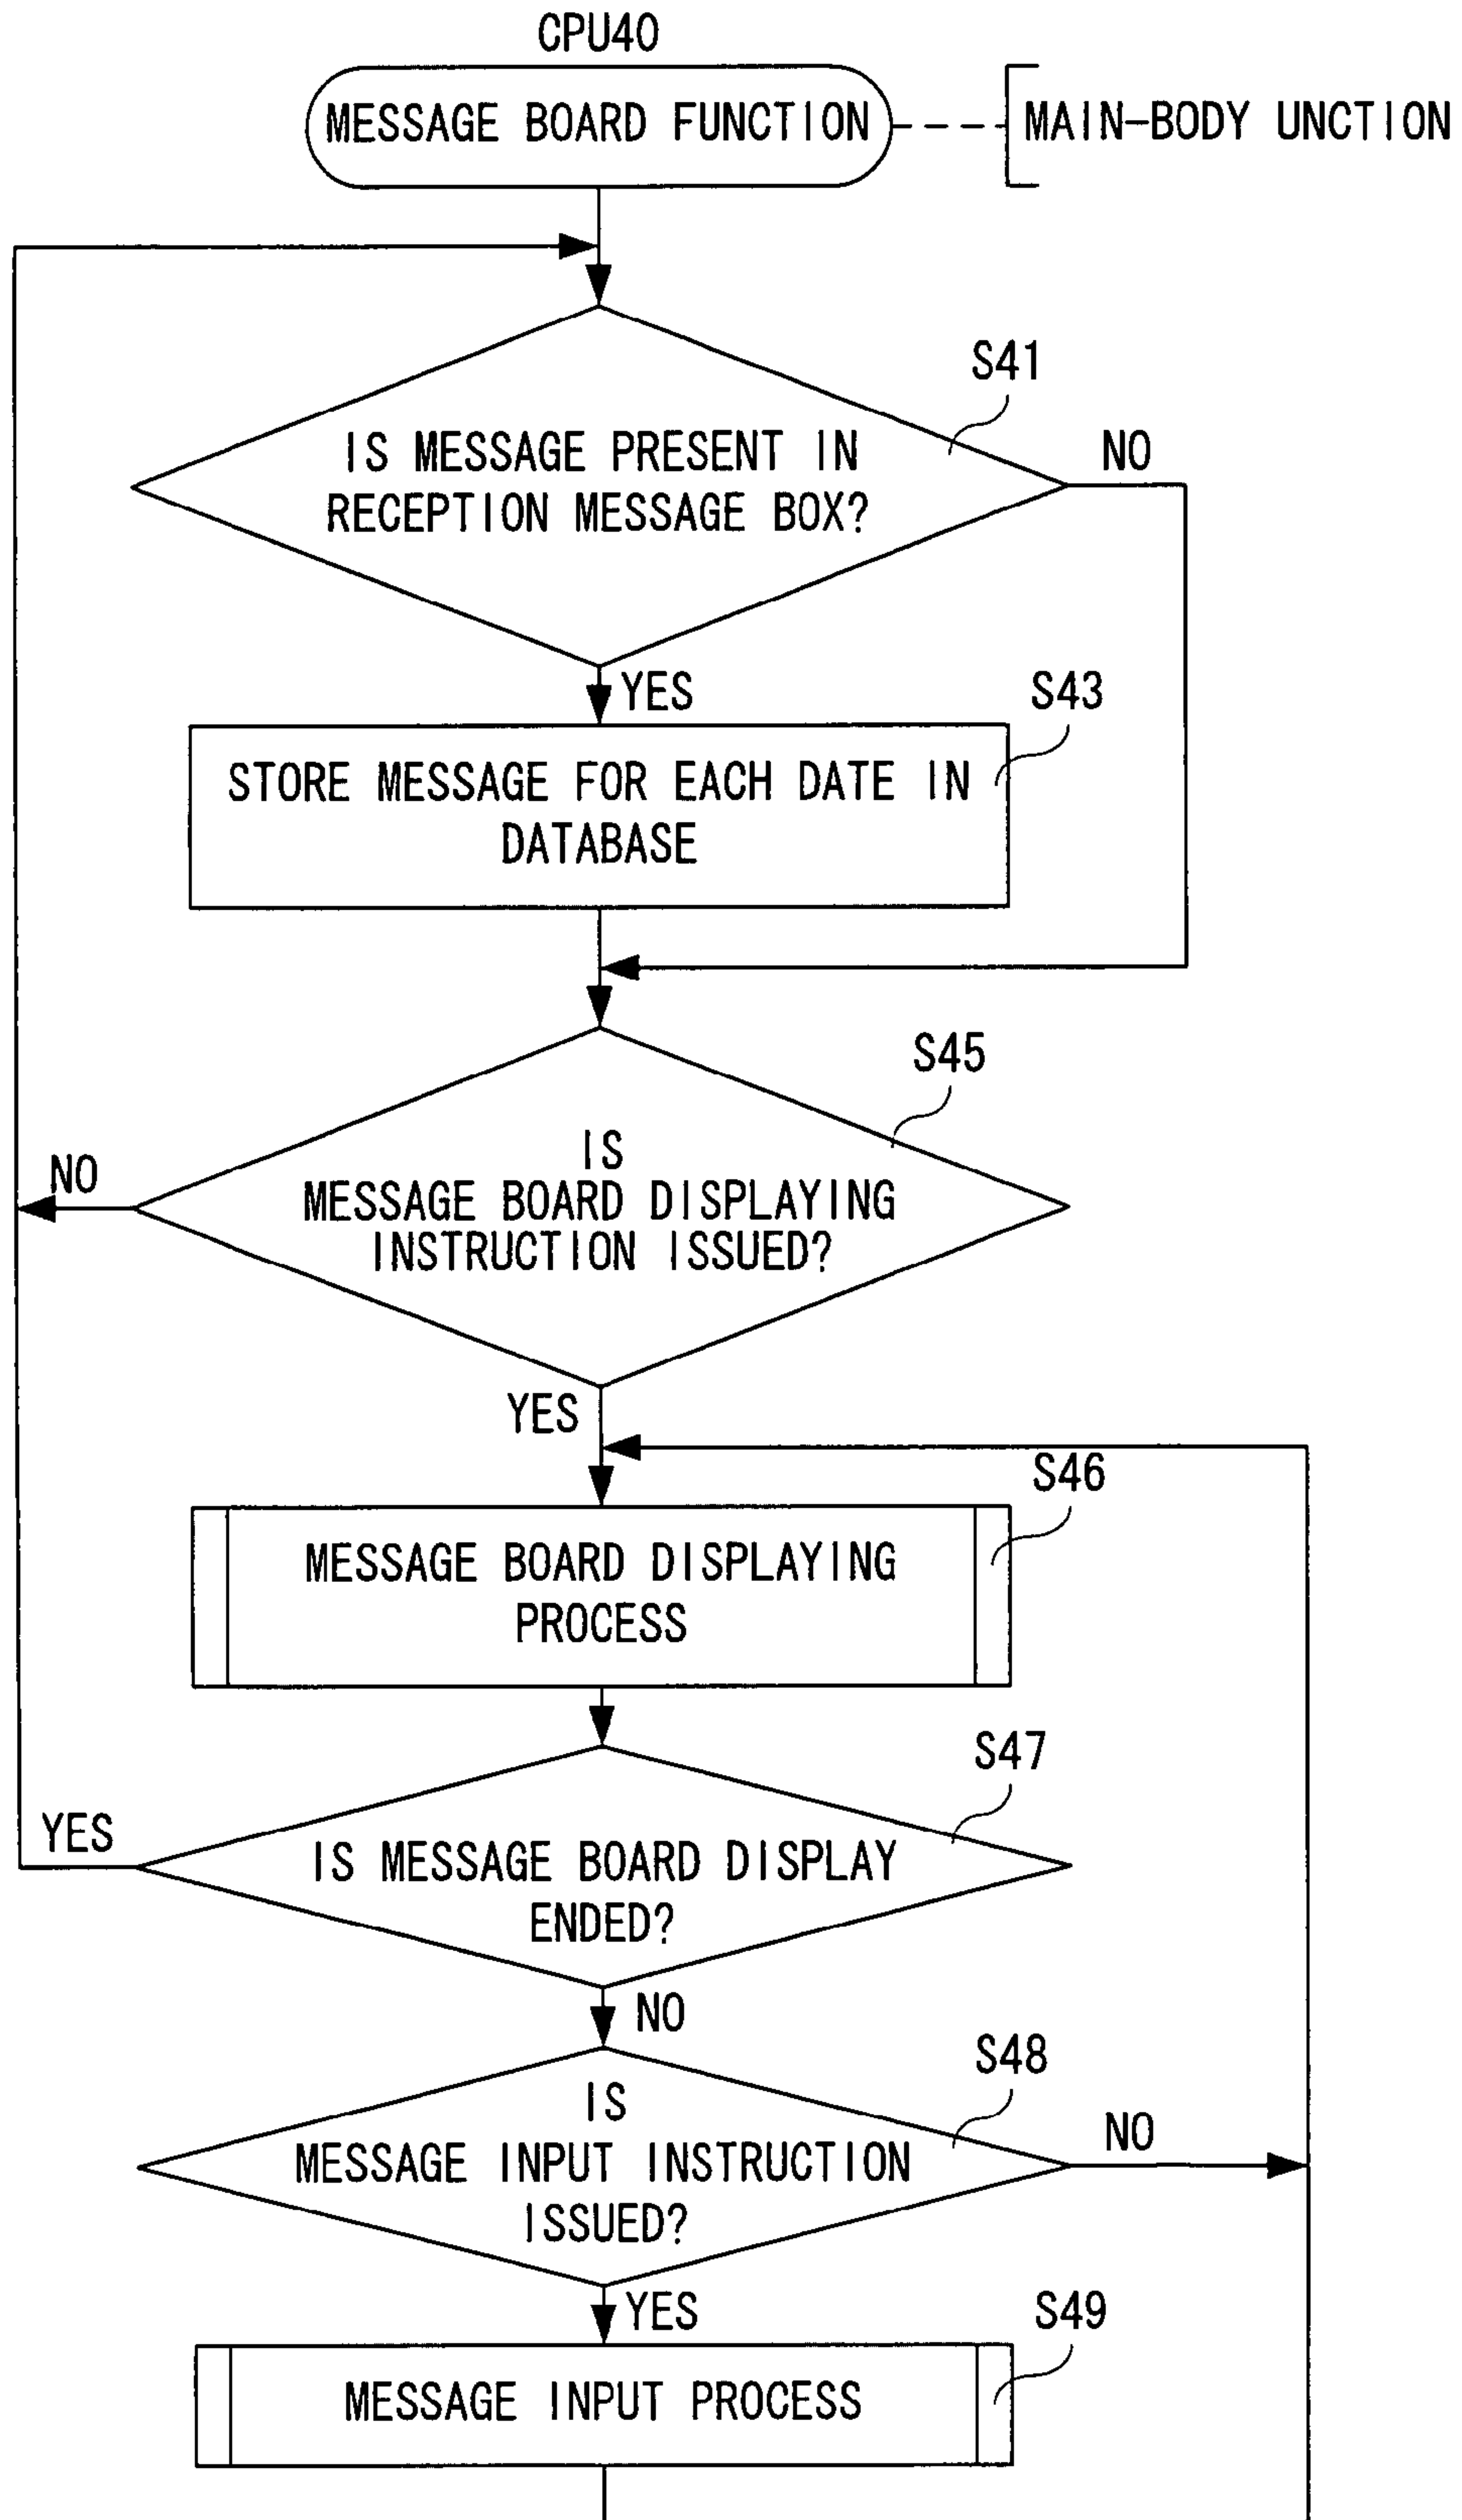 CPU40
MESSAGE BOARD FUNCTION
MAIN-BODY UNCTION
S41
IS MESSAGE PRESENT IN
RECEPTION MESSAGE BOX?
NO
YES
S43
STORE MESSAGE FOR EACH DATE IN
DATABASE
S45
IS
MESSAGE BOARD DISPLAYING
INSTRUCTION ISSUED?
NO
YES
S46
MESSAGE BOARD DISPLAYING
PROCESS
S47
IS MESSAGE BOARD DISPLAY
ENDED?
YES
NO
S48
IS
MESSAGE INPUT INSTRUCTION
ISSUED?
NO
YES
S49
MESSAGE INPUT PROCESS